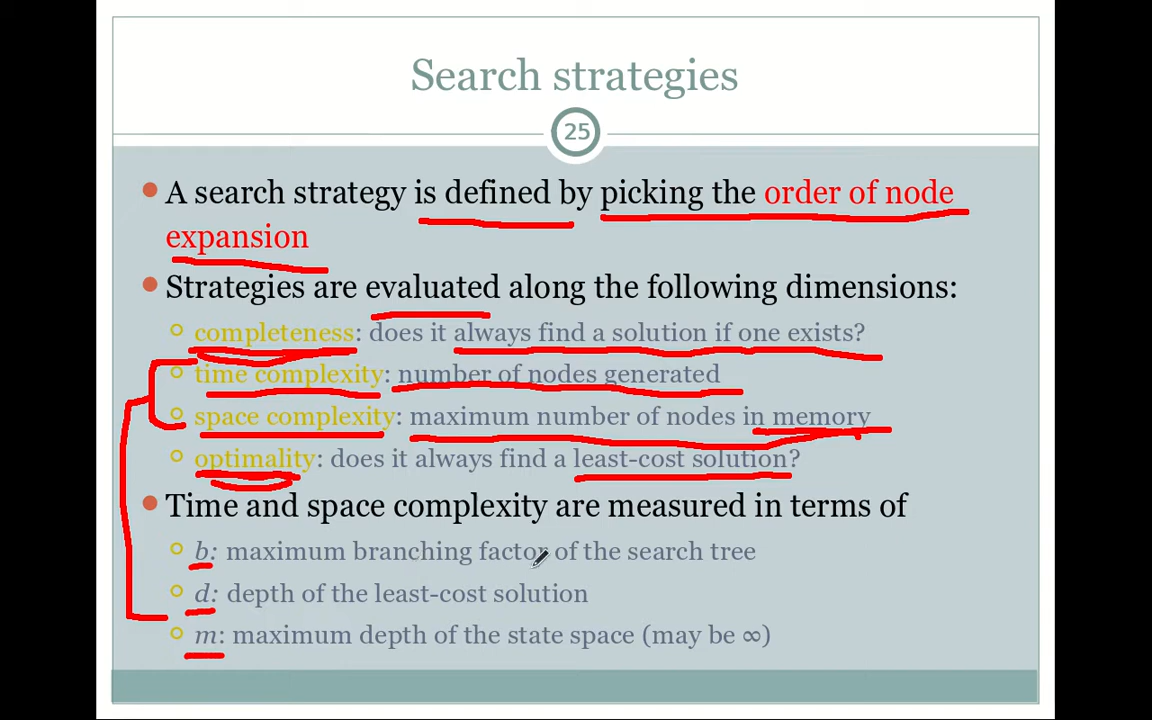 Search strategies
25
A search strategy is defined by picking the order of node
expansion
Strategies are evaluated along the following dimensions:
completeness: does it always find a solution if one exists?
time complexity: number of nodes generated
space complexity: maximum number of nodes in memory
optimality: does it always find a least-cost solution?
Time and space complexity are measured in terms of
b: maximum branching factor of the search tree
d: depth of the least-cost solution
m: maximum depth of the state space (may be ∞)